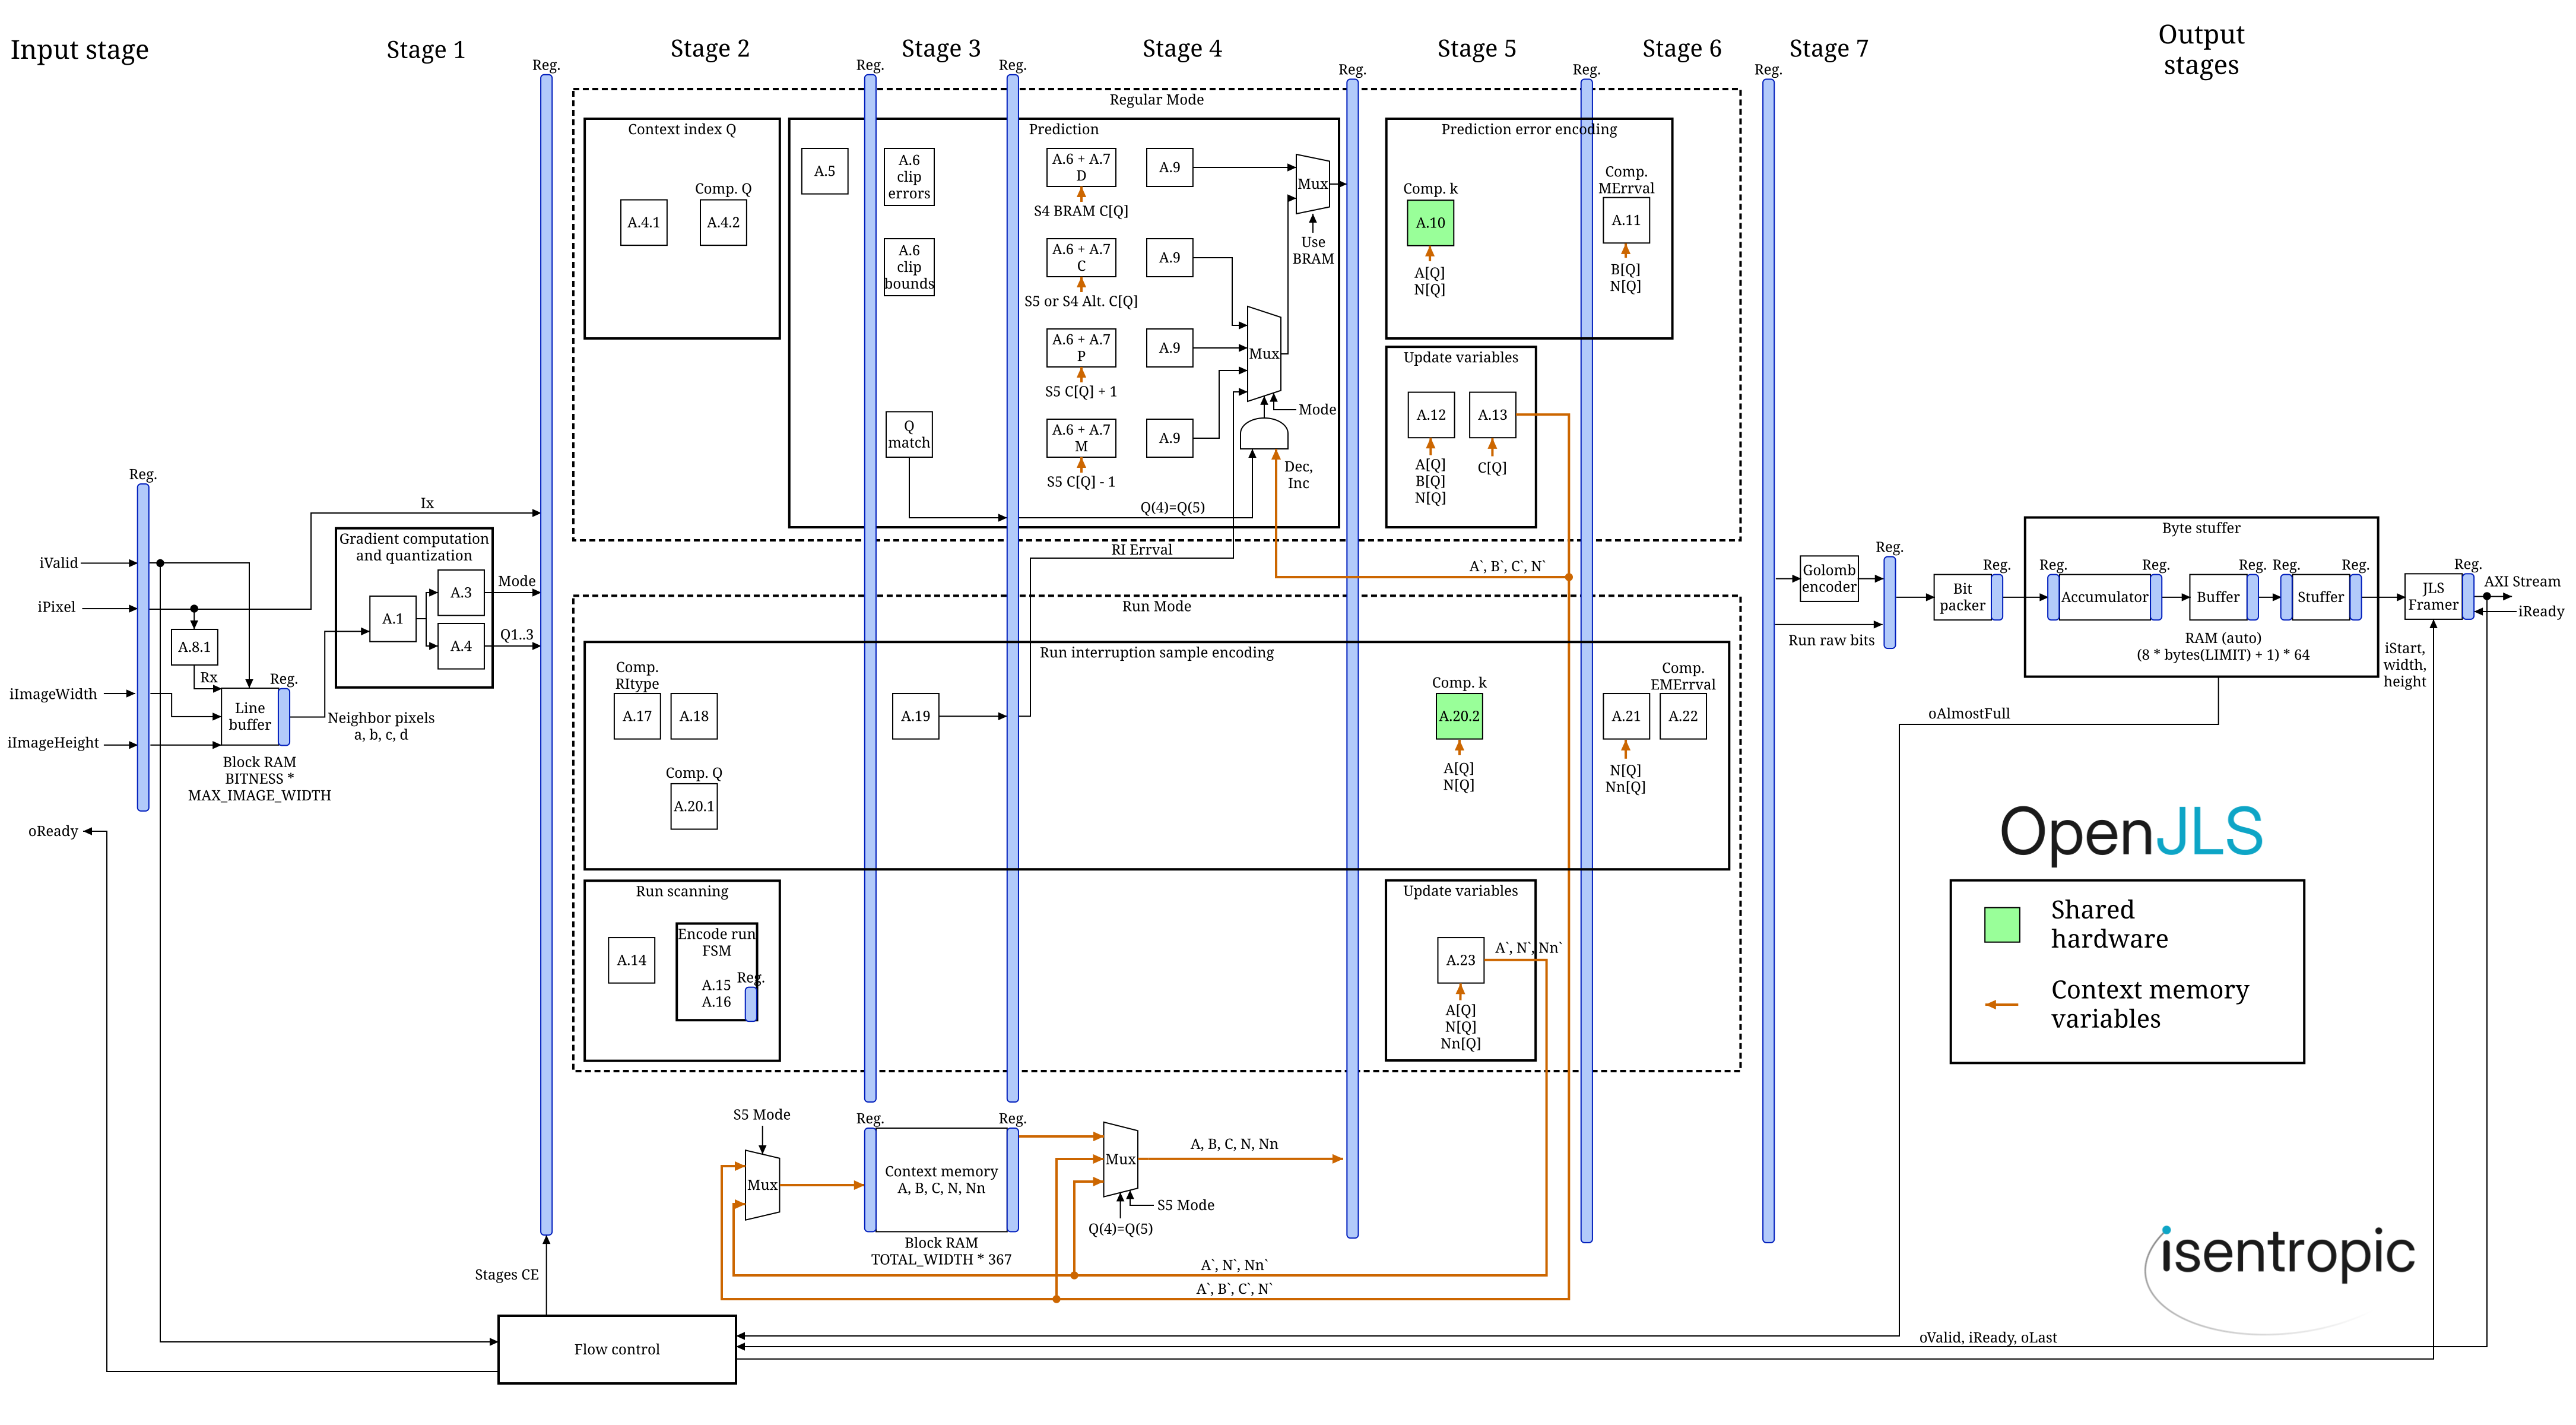 Input stage
Stage 1
Stage 2
Stage 3
Stage 4
Stage 5
Stage 6
Stage 7
Output
stages
Reg.
Reg.
Reg.
Reg.
Reg.
Reg.
Regular Mode
Context index Q
Comp. Q
A.4.1
A.4.2
Prediction
A.5
A.6
clip
errors
A.6
clip
bounds
Q
match
A.6 + A.7
D
S4 BRAM C[Q]
A.9
A.6 + A.7
C
S5 or S4 Alt. C[Q]
A.9
A.6 + A.7
P
S5 C[Q] + 1
A.9
A.6 + A.7
M
S5 C[Q] - 1
A.9
Mux
Use
BRAM
Mux
Mode
Dec,
Inc
Q(4)=Q(5)
Prediction error encoding
Comp. k
A.10
A[Q]
N[Q]
Comp.
MErrval
A.11
B[Q]
N[Q]
Update variables
A.12
A.13
A[Q]
B[Q]
N[Q]
C[Q]
RI Errval
A`, B`, C`, N`
Reg.
iValid
iPixel
iImageWidth
iImageHeight
oReady
A.8.1
Rx
Reg.
Line
buffer
Block RAM
BITNESS *
MAX_IMAGE_WIDTH
Ix
Gradient computation
and quantization
A.1
A.3
A.4
Mode
Q1..3
Neighbor pixels
a, b, c, d
Run Mode
Run interruption sample encoding
Comp.
RItype
A.17
A.18
Comp. Q
A.20.1
A.19
Comp. k
A.20.2
A[Q]
N[Q]
Comp.
EMErrval
A.21
A.22
N[Q]
Nn[Q]
Run scanning
A.14
Encode run
FSM
A.15
A.16
Reg.
Update variables
A.23
A`, N`, Nn`
A[Q]
N[Q]
Nn[Q]
S5 Mode
Mux
Reg.
Reg.
Context memory
A, B, C, N, Nn
Block RAM
TOTAL_WIDTH * 367
Mux
A, B, C, N, Nn
S5 Mode
Q(4)=Q(5)
A`, N`, Nn`
A`, B`, C`, N`
Stages CE
Flow control
Golomb
encoder
Run raw bits
Reg.
Bit
packer
Reg.
Byte stuffer
Reg.
Accumulator
Reg.
Buffer
Reg.
Reg.
Stuffer
Reg.
RAM (auto)
(8 * bytes(LIMIT) + 1) * 64
JLS
Framer
Reg.
AXI Stream
iReady
iStart,
width,
height
oAlmostFull
OpenJLS
Shared
hardware
Context memory
variables
isentropic
oValid, iReady, oLast